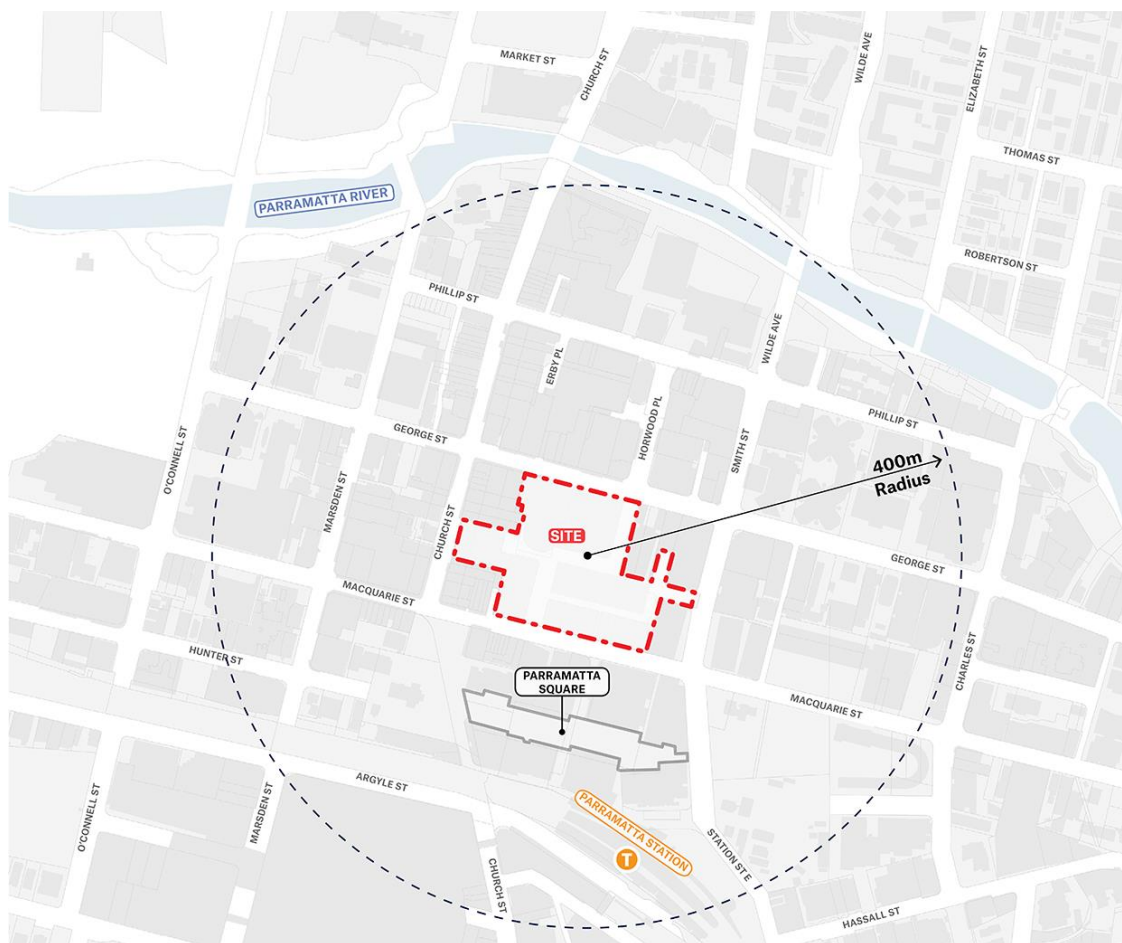 MARKET ST
CHURCH ST
WILDE AVE
ELIZABETH ST
THOMAS ST
PARRAMATTA RIVER
ROBERTSON ST
PHILLIP ST
WILDE AVE
ERBY PL
HORWOOD PL
PHILLIP ST
GEORGE ST
SMITH ST
O'CONNELL ST
MARSDEN ST
400m
Radius
CHURCH ST
SITE
GEORGE ST
MACQUARIE ST
HUNTER ST
CHARLES ST
PARRAMATTA
SQUARE
MACQUARIE ST
ARGYLE ST
O'CONNELL ST
MARSDEN ST
PARRAMATTA STATION
T
STATION ST E
CHURCH ST
HASSALL ST